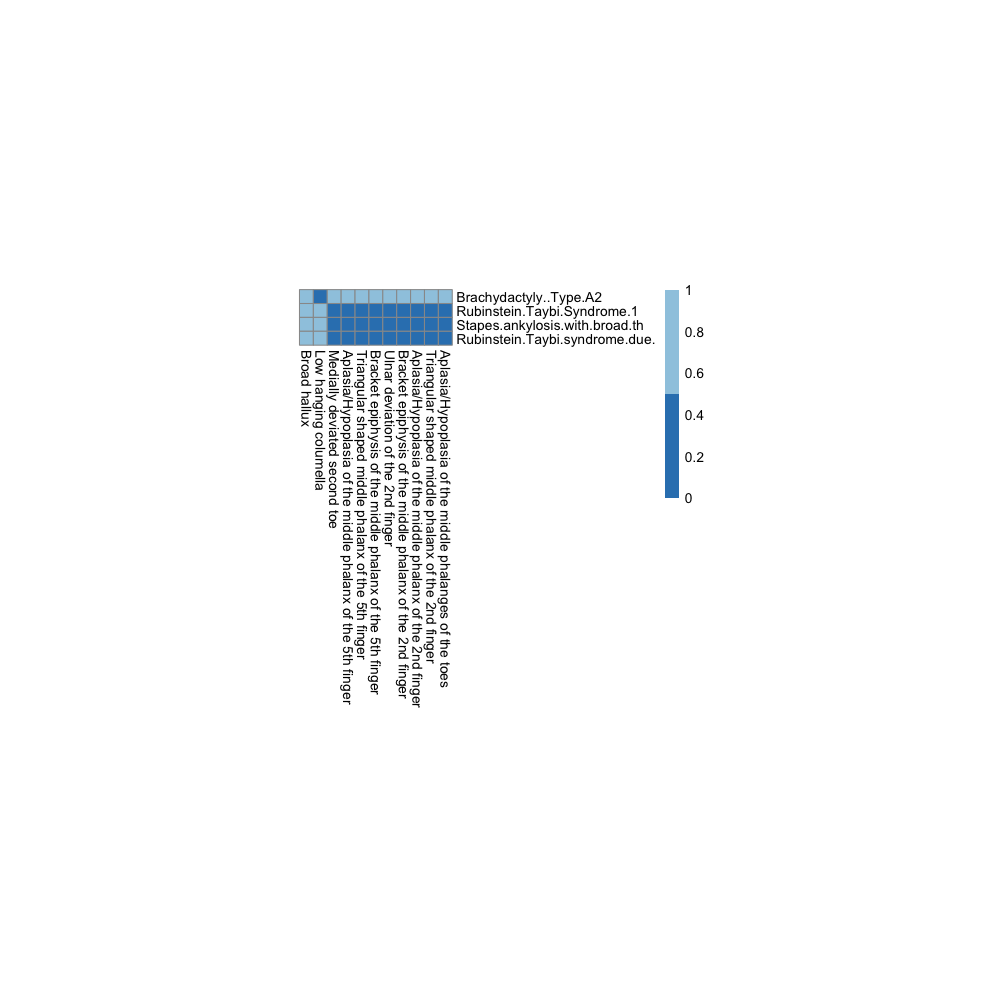 Brachydactyly..Type.A2
Rubinstein.Taybi.Syndrome.1
Stapes.ankylosis.with.broad.th
Rubinstein.Taybi.syndrome.due.
1
0.8
0.6
0.4
0.2
0
Broad hallux
Low hanging columella
Medially deviated second toe
Aplasia/Hypoplasia of the middle phalanx of the 5th finger
Triangular shaped middle phalanx of the 5th finger
Bracket epiphysis of the middle phalanx of the 5th finger
Ulnar deviation of the 2nd finger
Bracket epiphysis of the middle phalanx of the 2nd finger
Aplasia/Hypoplasia of the middle phalanx of the 2nd finger
Triangular shaped middle phalanx of the 2nd finger
Aplasia/Hypoplasia of the middle phalanges of the toes